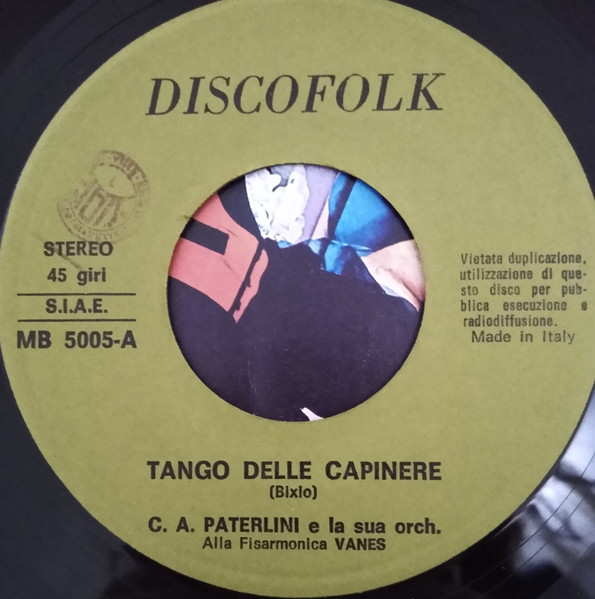 DISCOFOLK
STEREO
45 giri
S.I.A.E.
MB 5005-A
Vietata duplicazione,
utilizzazione di que-
sto disco per pub-
blica esecuzione e
radiodiffusione.
Made in Italy
TANGO DELLE CAPINERE
(Bixio)
C. A. PATERLINI e la sua orch.
Alla Fisarmonica VANES